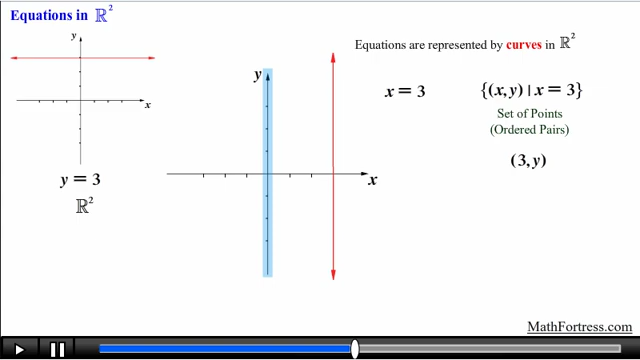 Equations in ℝ²
y
x
y = 3
ℝ²
y
x
Equations are represented by curves in ℝ²
x = 3
{(x, y) | x = 3}
Set of Points
(Ordered Pairs)
(3, y)
MathFortress.com